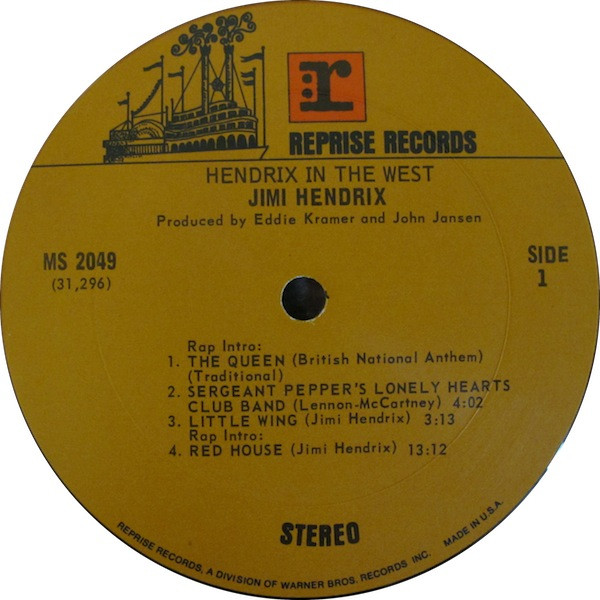 r
REPRISE RECORDS
HENDRIX IN THE WEST
JIMI HENDRIX
Produced by Eddie Kramer and John Jansen
MS 2049
(31,296)
SIDE
1
Rap Intro:
1. THE QUEEN (British National Anthem)
(Traditional)
2. SERGEANT PEPPER'S LONELY HEARTS
CLUB BAND (Lennon-McCartney) 4:02
3. LITTLE WING (Jimi Hendrix) 3:13
Rap Intro:
4. RED HOUSE (Jimi Hendrix) 13:12
STEREO
REPRISE RECORDS, A DIVISION OF WARNER BROS. RECORDS INC. MADE IN U.S.A.